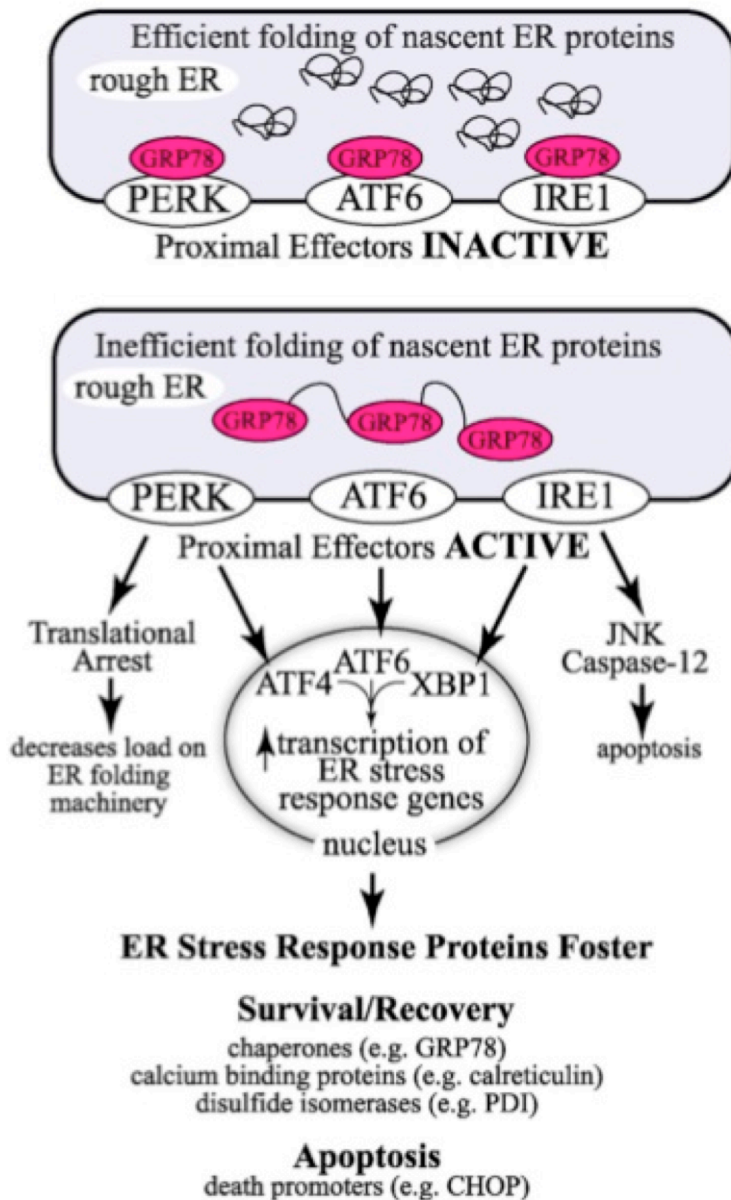 Efficient folding of nascent ER proteins
rough ER
GRP78 GRP78 GRP78
PERK ATF6 IRE1
Proximal Effectors INACTIVE
Inefficient folding of nascent ER proteins
rough ER
GRP78 GRP78 GRP78
PERK ATF6 IRE1
Proximal Effectors ACTIVE
Translational
Arrest
decreases load on
ER folding
machinery
ATF6
ATF4 XBP1
transcription of
ER stress
response genes
nucleus
JNK
Caspase-12
apoptosis
ER Stress Response Proteins Foster
Survival/Recovery
chaperones (e.g. GRP78)
calcium binding proteins (e.g. calreticulin)
disulfide isomerases (e.g. PDI)
Apoptosis
death promoters (e.g. CHOP)